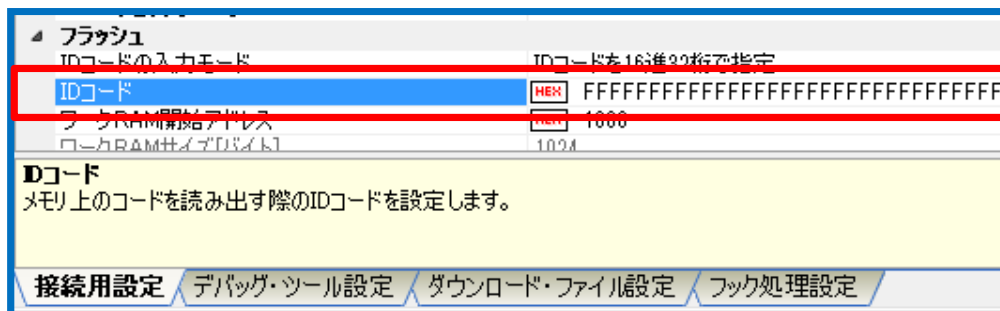 フラッシュ
IDコードの入力モード IDコードを16進32桁で指定
IDコード HEX FFFFFFFFFFFFFFFFFFFFFFFFFFFFFFFF
ワークRAM開始アドレス HEX 1000
ワークRAMサイズ[バイト] 1024
IDコード
メモリ上のコードを読み出す際のIDコードを設定します。
接続用設定 デバッグ・ツール設定 ダウンロード・ファイル設定 フック処理設定